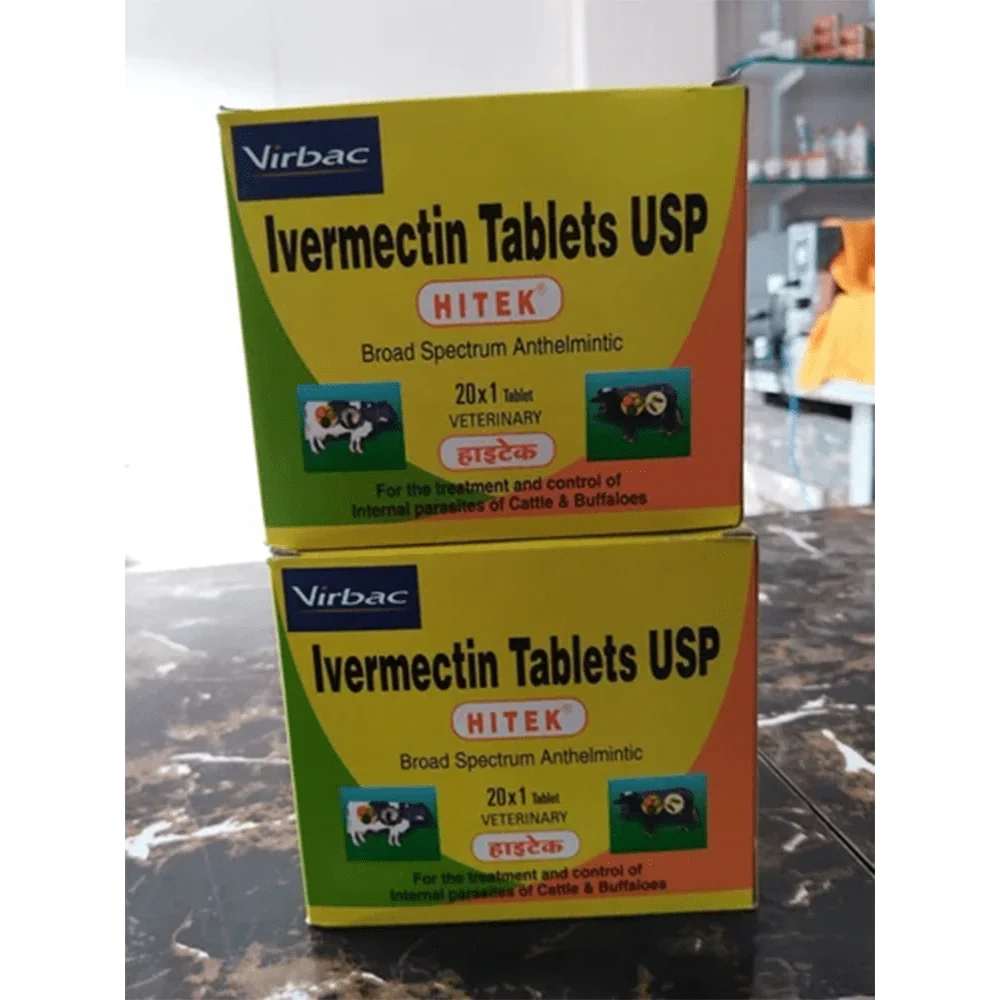 Virbac
Ivermectin Tablets USP
HITEK®
Broad Spectrum Anthelmintic
20x1 Tablet
VETERINARY
हाइटेक
For the treatment and control of
Internal parasites of Cattle & Buffaloes
Virbac
Ivermectin Tablets USP
HITEK®
Broad Spectrum Anthelmintic
20x1 Tablet
VETERINARY
हाइटेक
For the treatment and control of
Internal parasites of Cattle & Buffaloes